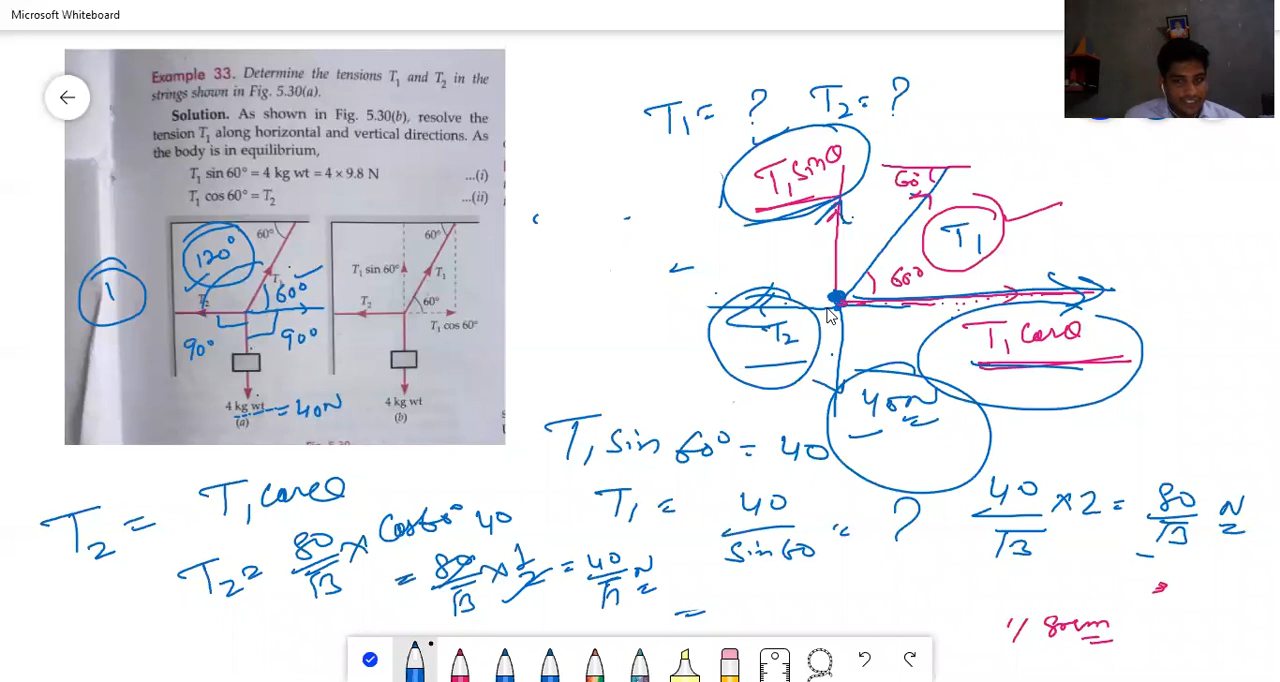 Microsoft Whiteboard
Example 33. Determine the tensions T₁ and T₂ in the
strings shown in Fig. 5.30(a).
Solution. As shown in Fig. 5.30(b), resolve the
tension T₁ along horizontal and vertical directions. As
the body is in equilibrium,
T₁ sin 60° = 4 kg wt = 4 × 9.8 N ...(i)
T₁ cos 60° = T₂ ...(ii)
60°
120°
T₁
60°
T₂
90°
90°
4 kg wt = 40N
(a)
60°
T₁ sin 60°
T₁
T₂
60°
T₁ cos 60°
4 kg wt
(b)
1
T₁ = ? T₂ = ?
T₁ sinθ
60°
T₁
60°
T₂
T₁ cosθ
40N
T₁ sin 60° = 40
T₁ = 40 / sin 60 = ?
40/√3 × 2 = 80/√3 N
T₂ = T₁ cosθ
T₂ = 80/√3 × cos60°
40
= 80/√3 × 1/2 = 40/√3 N
=